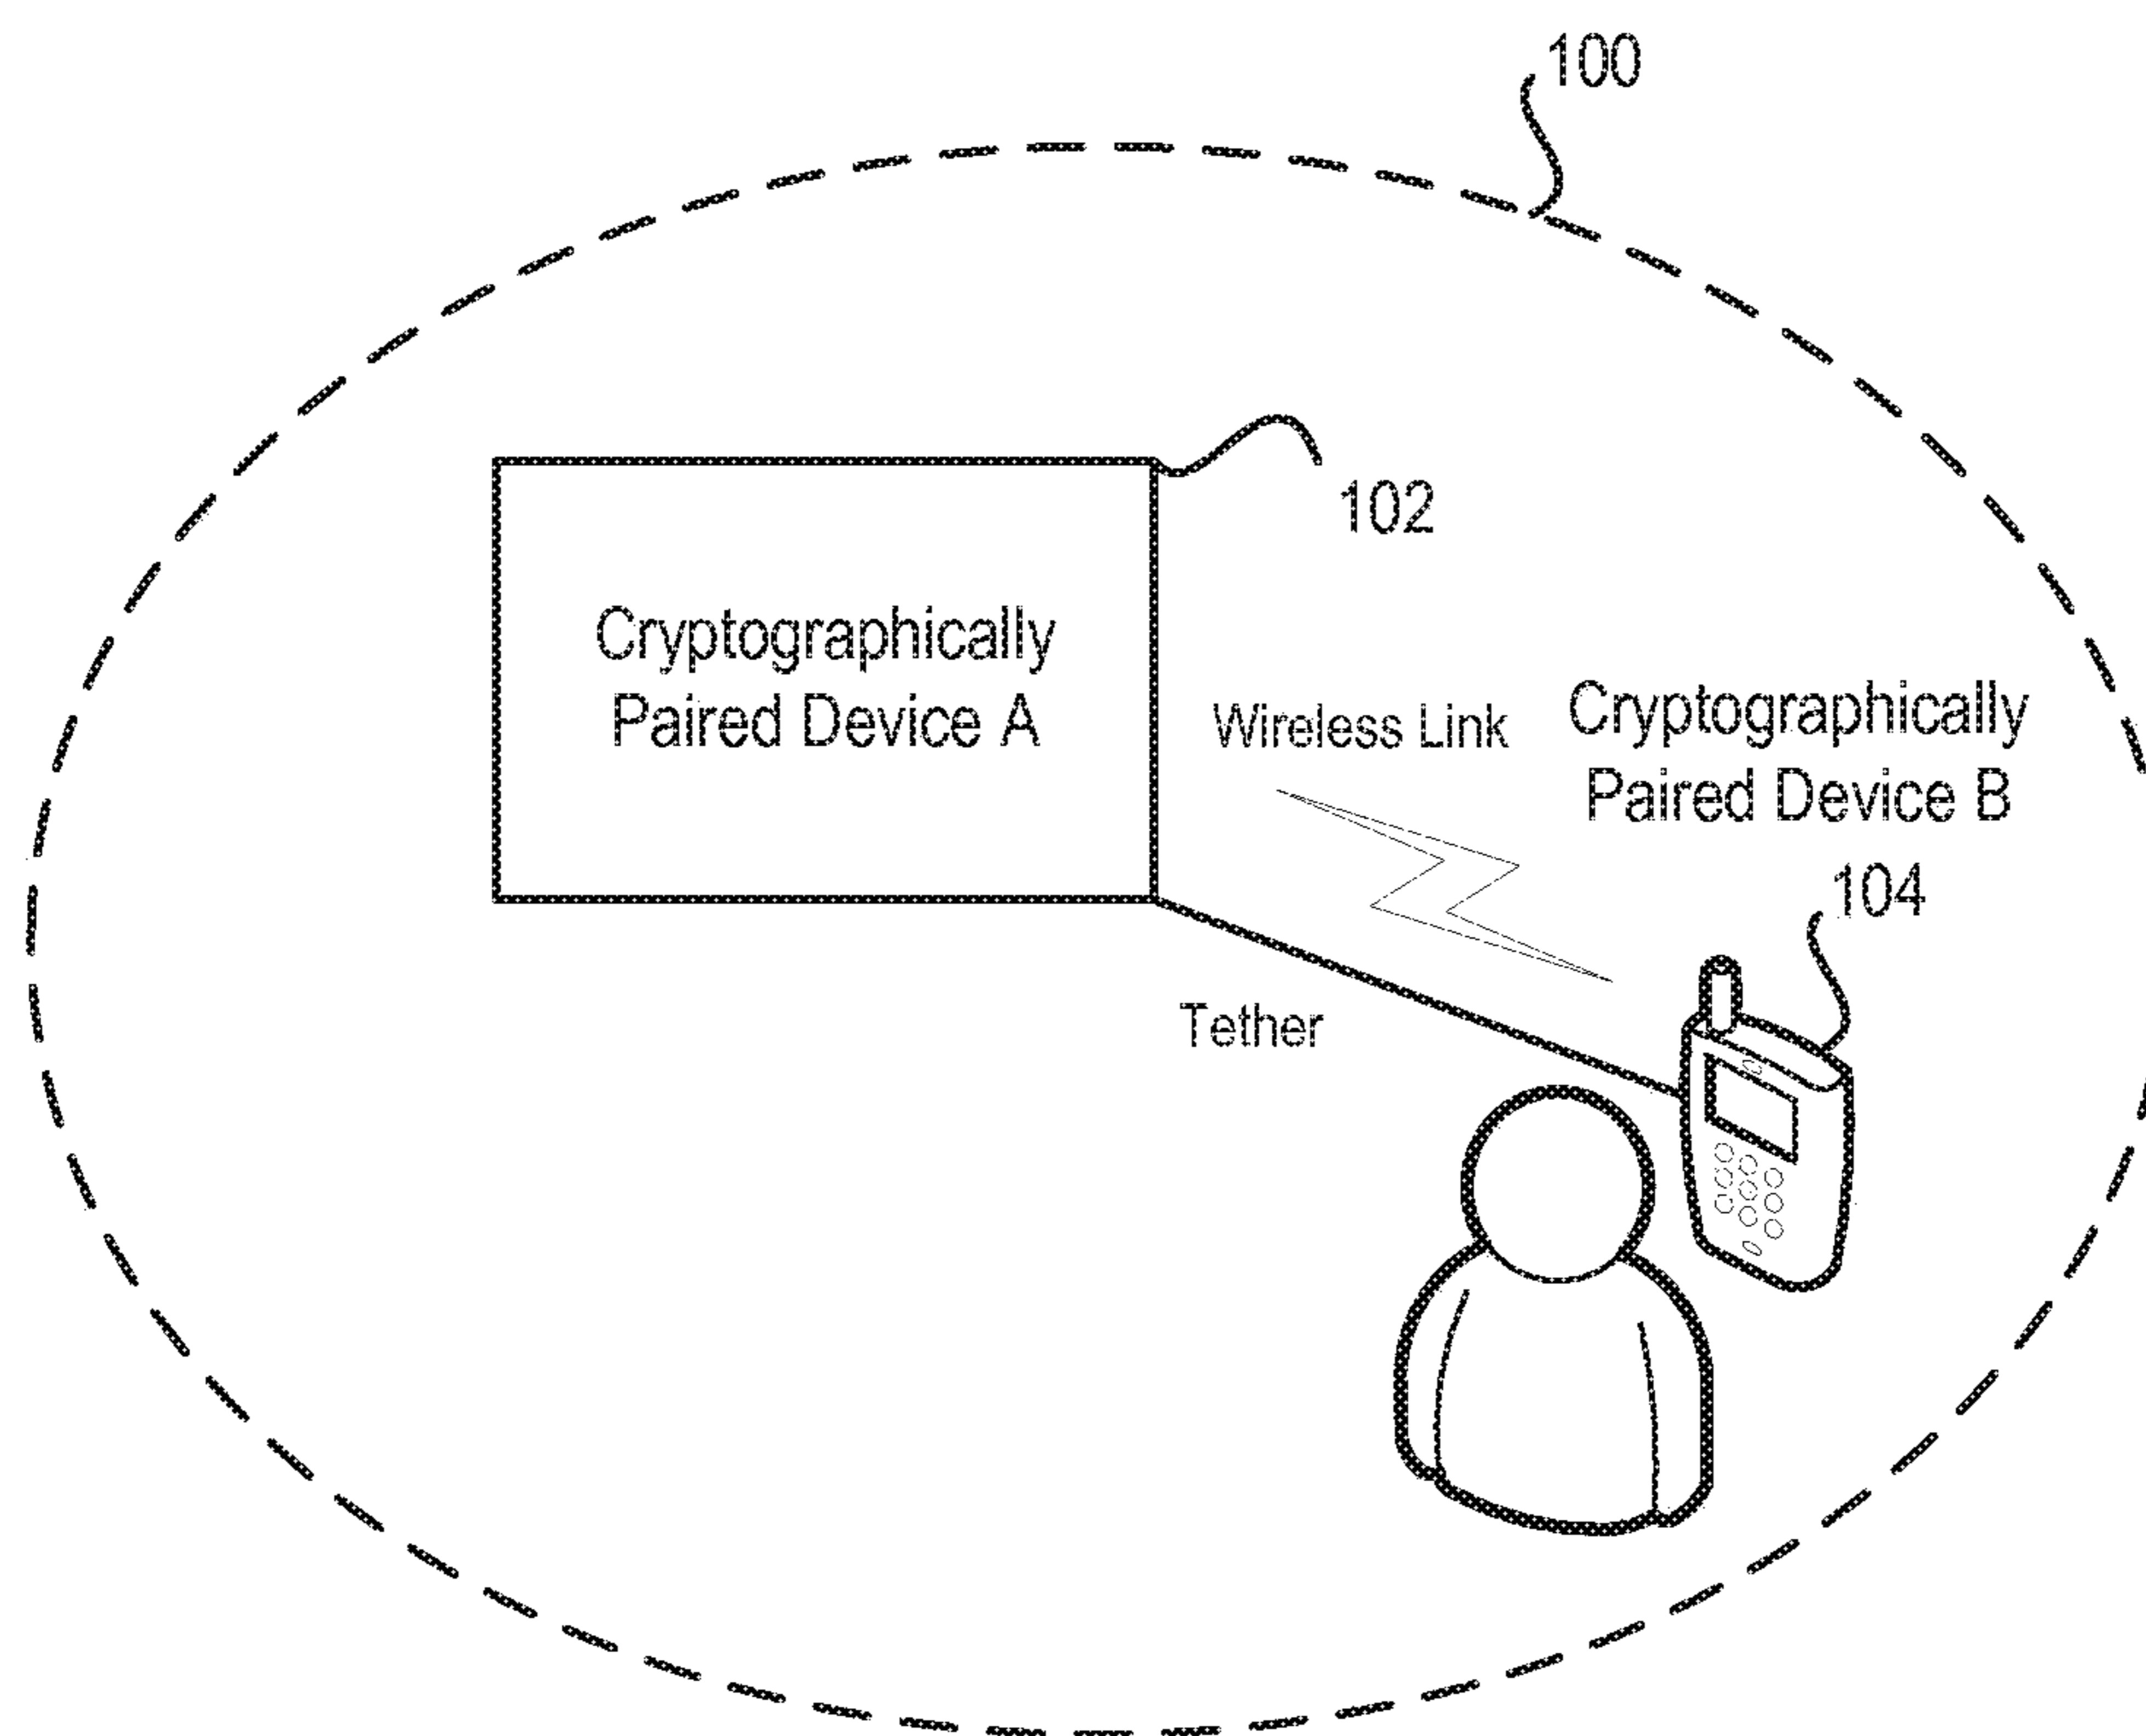 100
102
Cryptographically
Paired Device A
Wireless Link
Cryptographically
Paired Device B
104
Tether